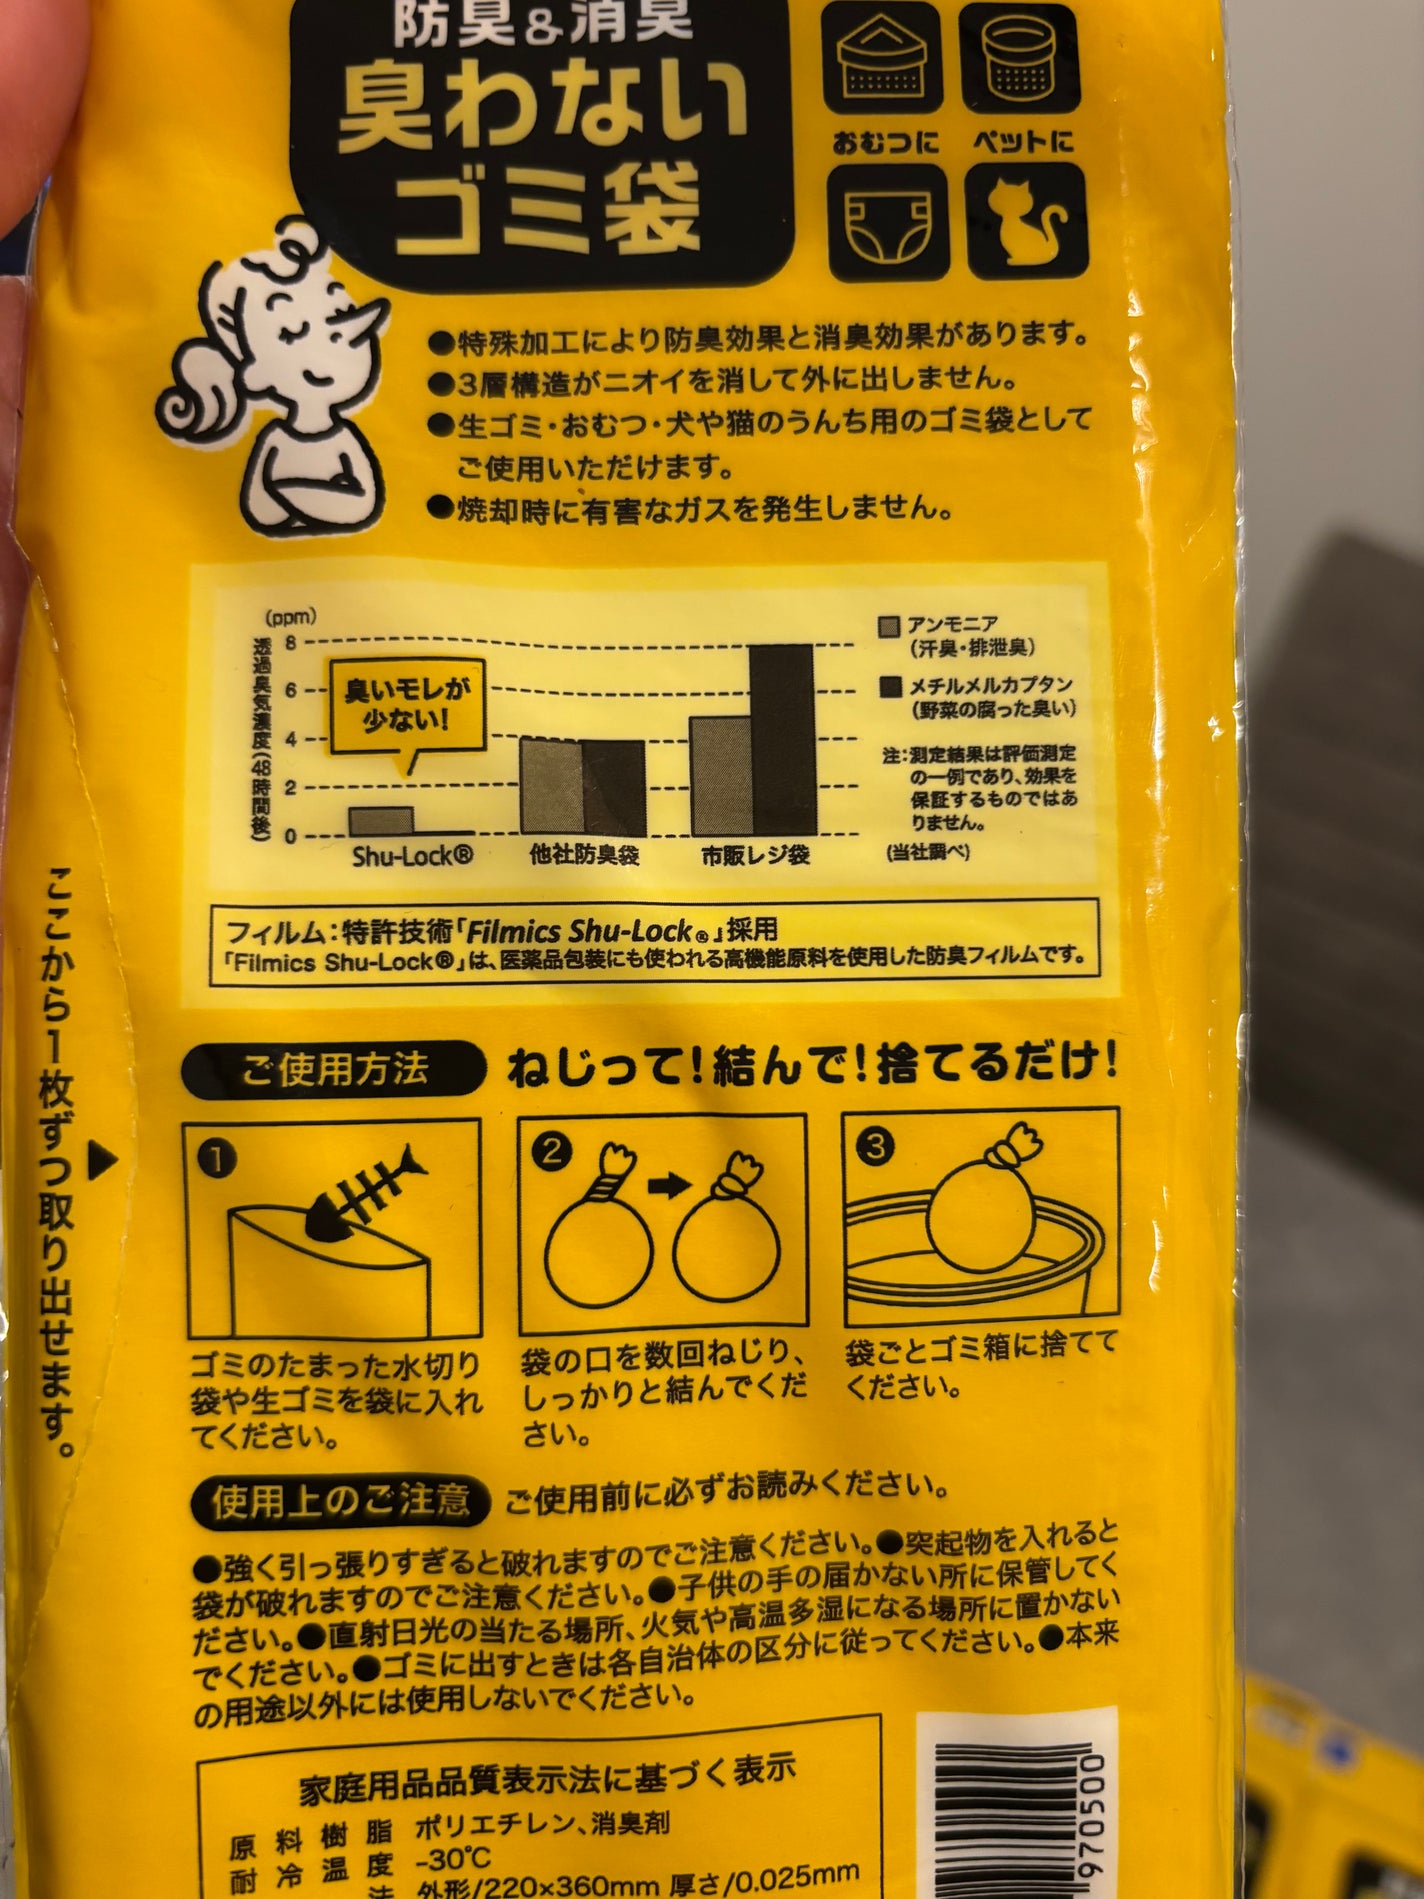 防臭&消臭
臭わない
ゴミ袋
おむつに ペットに
●特殊加工により防臭効果と消臭効果があります。
●3層構造がニオイを消して外に出しません。
●生ゴミ・おむつ・犬や猫のうんち用のゴミ袋として
ご使用いただけます。
●焼却時に有害なガスを発生しません。
(ppm)
透過臭気濃度(48時間後)
8
6
4
2
0
臭いモレが
少ない!
Shu-Lock® 他社防臭袋 市販レジ袋
アンモニア
(汗臭・排泄臭)
メチルメルカプタン
(野菜の腐った臭い)
注:測定結果は評価測定
の一例であり、効果を
保証するものではあ
りません。
(当社調べ)
フィルム:特許技術「Filmics Shu-Lock®」採用
「Filmics Shu-Lock®」は、医薬品包装にも使われる高機能原料を使用した防臭フィルムです。
ここから1枚ずつ取り出せます。
ご使用方法 ねじって!結んで!捨てるだけ!
1
ゴミのたまった水切り
袋や生ゴミを袋に入れ
てください。
2
袋の口を数回ねじり、
しっかりと結んでくだ
さい。
3
袋ごとゴミ箱に捨てて
ください。
使用上のご注意 ご使用前に必ずお読みください。
●強く引っ張りすぎると破れますのでご注意ください。●突起物を入れると
袋が破れますのでご注意ください。●子供の手の届かない所に保管してく
ださい。●直射日光の当たる場所、火気や高温多湿になる場所に置かない
でください。●ゴミに出すときは各自治体の区分に従ってください。●本来
の用途以外には使用しないでください。
家庭用品品質表示法に基づく表示
原料樹脂 ポリエチレン、消臭剤
耐冷温度 -30℃
法 外形/220×360mm 厚さ/0.025mm
970500